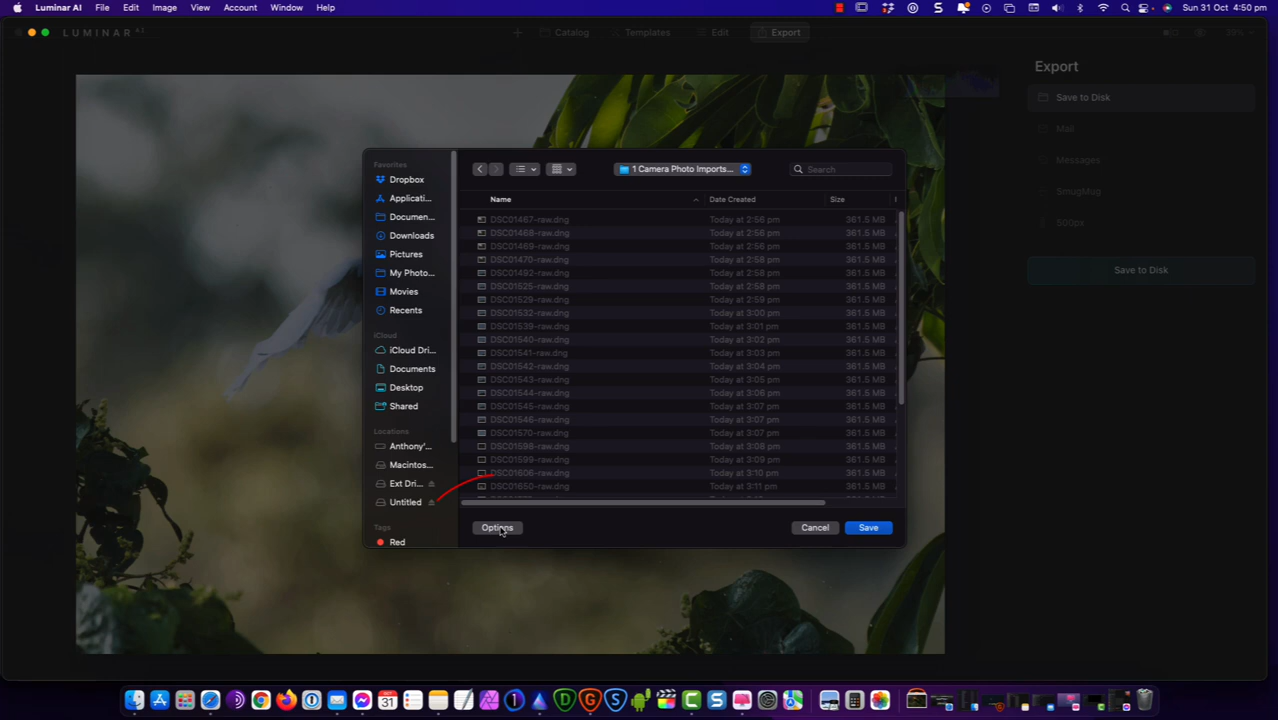 Luminar AI File Edit Image View Account Window Help
Sun 31 Oct 4:50 pm
LUMINAR AI
Catalog Templates Edit Export
39%
Export
Save to Disk
Mail
Messages
SmugMug
500px
Save to Disk
Favorites
Dropbox
Applicati...
Documen...
Downloads
Pictures
My Photo...
Movies
Recents
iCloud
iCloud Dri...
Documents
Desktop
Shared
Locations
Anthony'...
Macintos...
Ext Dri...
Untitled
Tags
Red
1 Camera Photo Imports...
Search
Name Date Created Size
DSC01467-raw.dng Today at 2:56 pm 361.5 MB
DSC01468-raw.dng Today at 2:56 pm 361.5 MB
DSC01469-raw.dng Today at 2:56 pm 361.5 MB
DSC01470-raw.dng Today at 2:58 pm 361.5 MB
DSC01492-raw.dng Today at 2:58 pm 361.5 MB
DSC01525-raw.dng Today at 2:58 pm 361.5 MB
DSC01529-raw.dng Today at 2:59 pm 361.5 MB
DSC01532-raw.dng Today at 3:00 pm 361.5 MB
DSC01539-raw.dng Today at 3:01 pm 361.5 MB
DSC01540-raw.dng Today at 3:02 pm 361.5 MB
DSC01541-raw.dng Today at 3:03 pm 361.5 MB
DSC01542-raw.dng Today at 3:04 pm 361.5 MB
DSC01543-raw.dng Today at 3:05 pm 361.5 MB
DSC01544-raw.dng Today at 3:06 pm 361.5 MB
DSC01545-raw.dng Today at 3:07 pm 361.5 MB
DSC01546-raw.dng Today at 3:07 pm 361.5 MB
DSC01570-raw.dng Today at 3:08 pm 361.5 MB
DSC01598-raw.dng Today at 3:08 pm 361.5 MB
DSC01599-raw.dng Today at 3:09 pm 361.5 MB
DSC01606-raw.dng Today at 3:10 pm 361.5 MB
DSC01650-raw.dng Today at 3:11 pm 361.5 MB
Options Cancel Save